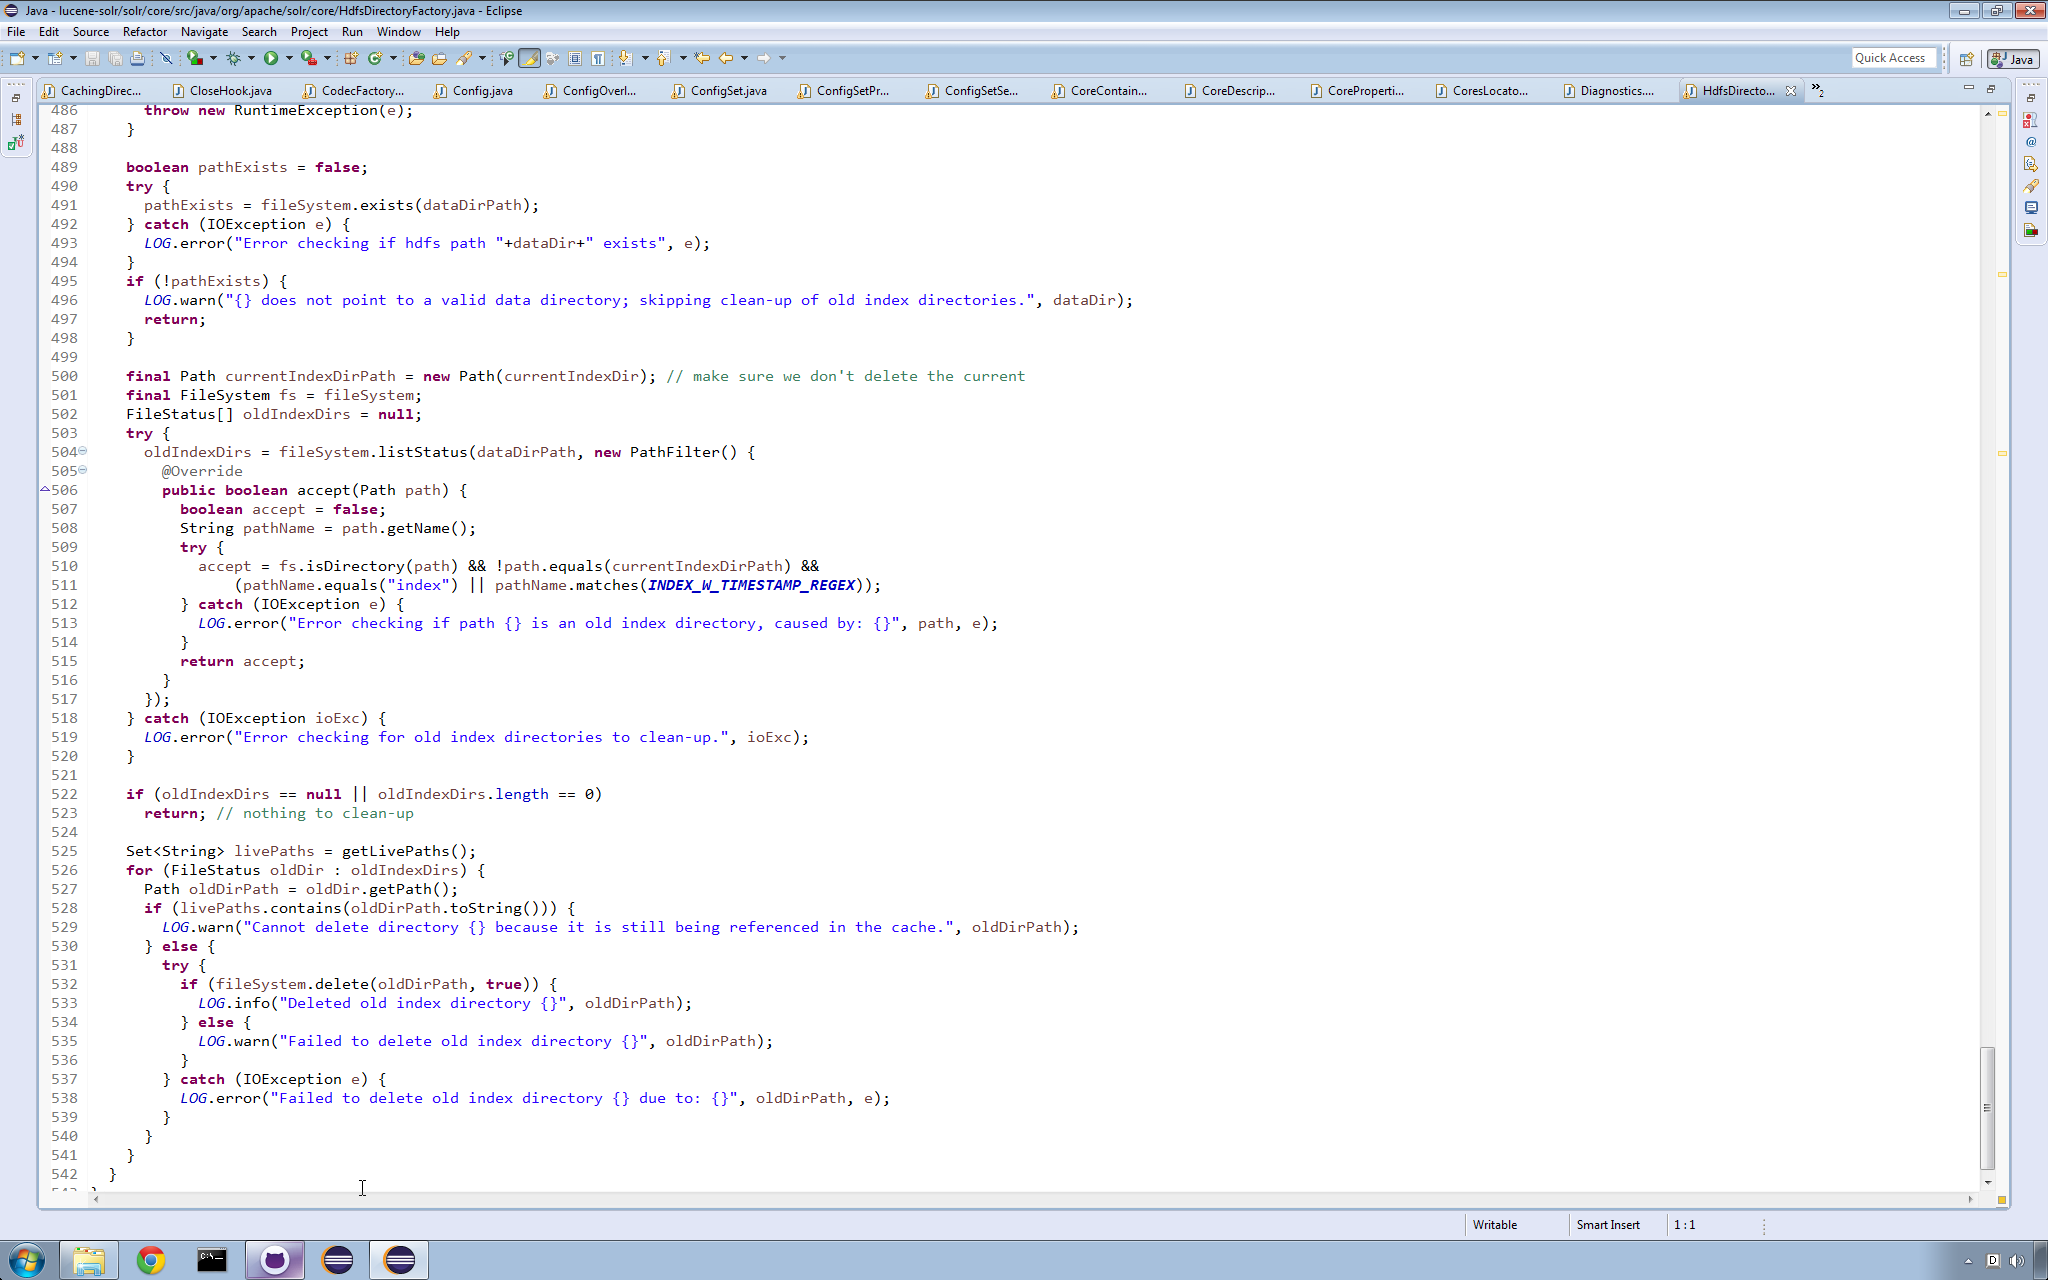 Java - lucene-solr/solr/core/src/java/org/apache/solr/core/HdfsDirectoryFactory.java - Eclipse
File Edit Source Refactor Navigate Search Project Run Window Help
Quick Access Java
CachingDirec... CloseHook.java CodecFactory... Config.java ConfigOverl... ConfigSet.java ConfigSetPr... ConfigSetSe... CoreContain... CoreDescrip... CoreProperti... CoresLocato... Diagnostics.... HdfsDirecto... »2
486 throw new RuntimeException(e);
487 }
488
489 boolean pathExists = false;
490 try {
491 pathExists = fileSystem.exists(dataDirPath);
492 } catch (IOException e) {
493 LOG.error("Error checking if hdfs path "+dataDir+" exists", e);
494 }
495 if (!pathExists) {
496 LOG.warn("{} does not point to a valid data directory; skipping clean-up of old index directories.", dataDir);
497 return;
498 }
499
500 final Path currentIndexDirPath = new Path(currentIndexDir); // make sure we don't delete the current
501 final FileSystem fs = fileSystem;
502 FileStatus[] oldIndexDirs = null;
503 try {
504 oldIndexDirs = fileSystem.listStatus(dataDirPath, new PathFilter() {
505 @Override
506 public boolean accept(Path path) {
507 boolean accept = false;
508 String pathName = path.getName();
509 try {
510 accept = fs.isDirectory(path) && !path.equals(currentIndexDirPath) &&
511 (pathName.equals("index") || pathName.matches(INDEX_W_TIMESTAMP_REGEX));
512 } catch (IOException e) {
513 LOG.error("Error checking if path {} is an old index directory, caused by: {}", path, e);
514 }
515 return accept;
516 }
517 });
518 } catch (IOException ioExc) {
519 LOG.error("Error checking for old index directories to clean-up.", ioExc);
520 }
521
522 if (oldIndexDirs == null || oldIndexDirs.length == 0)
523 return; // nothing to clean-up
524
525 Set<String> livePaths = getLivePaths();
526 for (FileStatus oldDir : oldIndexDirs) {
527 Path oldDirPath = oldDir.getPath();
528 if (livePaths.contains(oldDirPath.toString())) {
529 LOG.warn("Cannot delete directory {} because it is still being referenced in the cache.", oldDirPath);
530 } else {
531 try {
532 if (fileSystem.delete(oldDirPath, true)) {
533 LOG.info("Deleted old index directory {}", oldDirPath);
534 } else {
535 LOG.warn("Failed to delete old index directory {}", oldDirPath);
536 }
537 } catch (IOException e) {
538 LOG.error("Failed to delete old index directory {} due to: {}", oldDirPath, e);
539 }
540 }
541 }
542 }
Writable Smart Insert 1 : 1